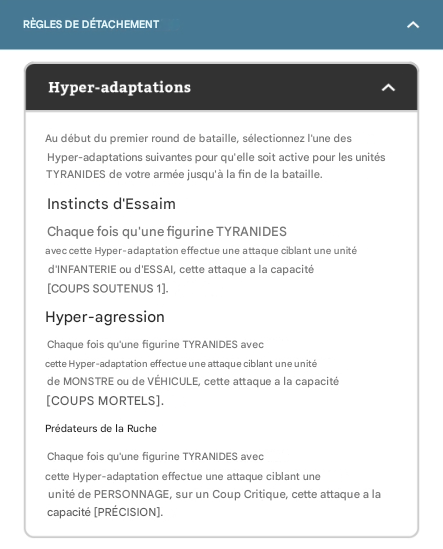 RÈGLES DE DÉTACHEMENT
Hyper-adaptations
Au début du premier round de bataille, sélectionnez l'une des
Hyper-adaptations suivantes pour qu'elle soit active pour les unités
TYRANIDES de votre armée jusqu'à la fin de la bataille.
Instincts d'Essaim
Chaque fois qu'une figurine TYRANIDES
avec cette Hyper-adaptation effectue une attaque ciblant une unité
d'INFANTERIE ou d'ESSAI, cette attaque a la capacité
[COUPS SOUTENUS 1].
Hyper-agression
Chaque fois qu'une figurine TYRANIDES avec
cette Hyper-adaptation effectue une attaque ciblant une unité
de MONSTRE ou de VÉHICULE, cette attaque a la capacité
[COUPS MORTELS].
Prédateurs de la Ruche
Chaque fois qu'une figurine TYRANIDES avec
cette Hyper-adaptation effectue une attaque ciblant une
unité de PERSONNAGE, sur un Coup Critique, cette attaque a la
capacité [PRÉCISION].